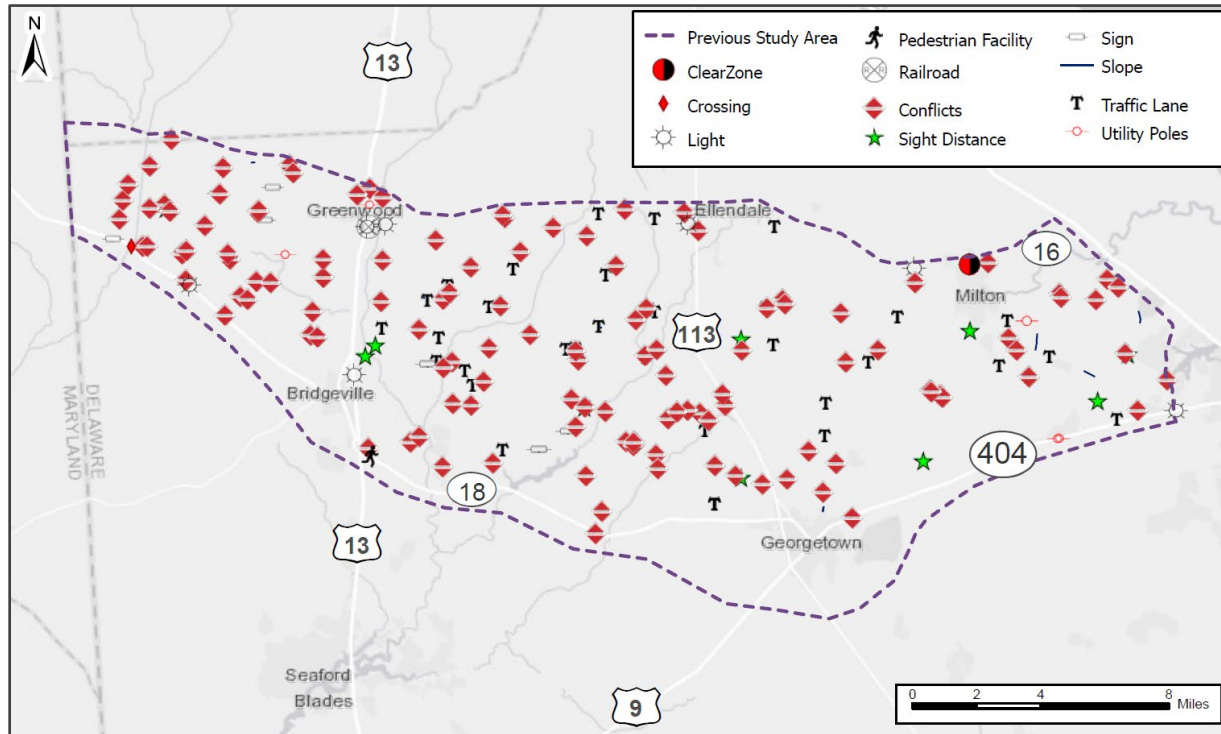 N
13
Previous Study Area
Pedestrian Facility
Sign
ClearZone
Railroad
Slope
Crossing
Conflicts
T Traffic Lane
Light
Sight Distance
Utility Poles
Greenwood
Ellendale
16
Milton
113
DELAWARE
MARYLAND
Bridgeville
404
18
13
Georgetown
Seaford
Blades
9
0 2 4 8
Miles